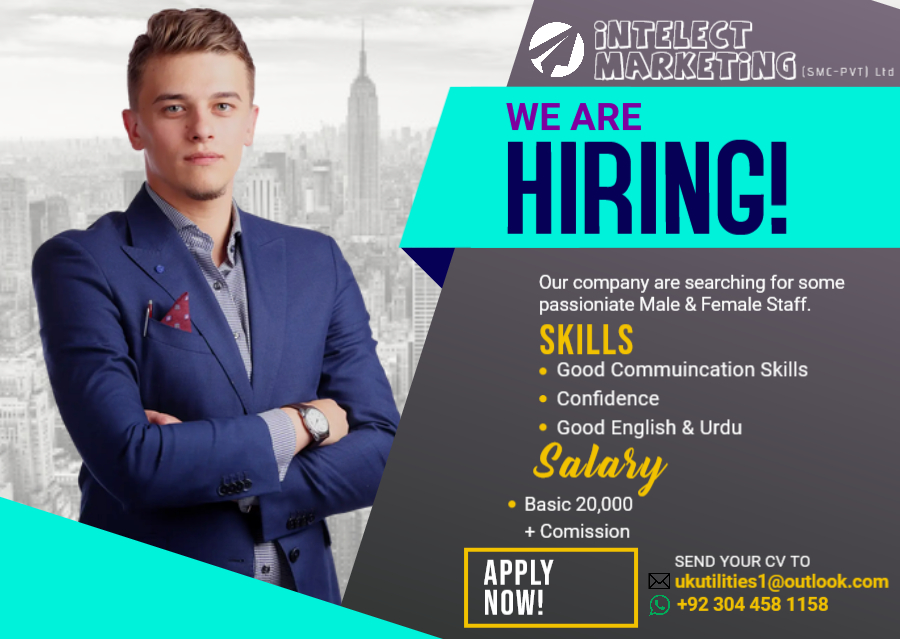 iNTELECT
MARKETiNG (SMC-PVT) Ltd
WE ARE
HIRING!
Our company are searching for some
passioniate Male & Female Staff.
SKILLS
• Good Commuincation Skills
• Confidence
• Good English & Urdu
Salary
• Basic 20,000
+ Comission
APPLY
NOW!
SEND YOUR CV TO
ukutilities1@outlook.com
+92 304 458 1158